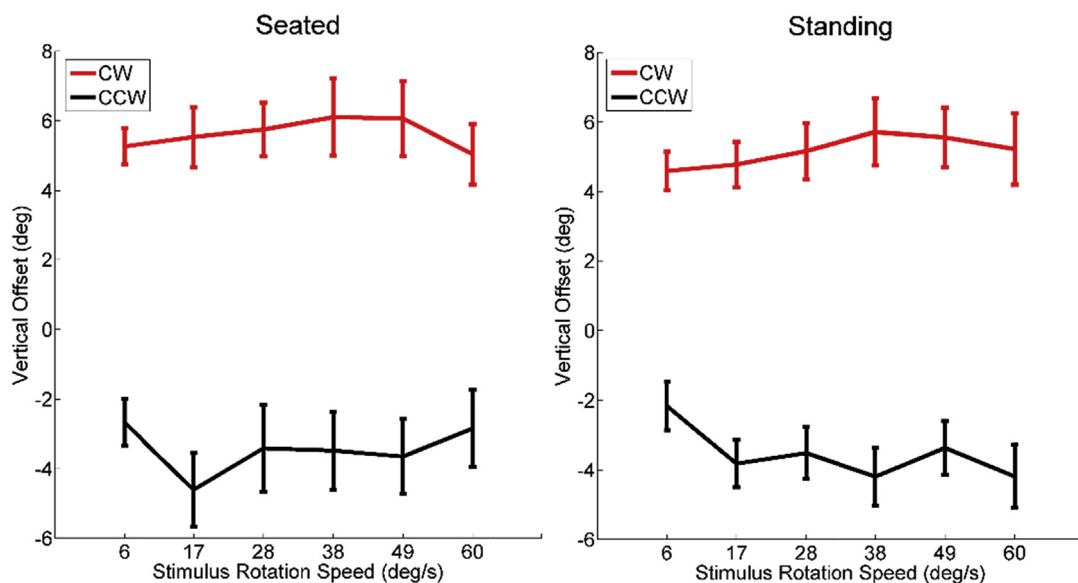 Seated
CW
CCW
8
6
4
2
0
-2
-4
-6
Vertical Offset (deg)
6 17 28 38 49 60
Stimulus Rotation Speed (deg/s)
Standing
CW
CCW
8
6
4
2
0
-2
-4
-6
Vertical Offset (deg)
6 17 28 38 49 60
Stimulus Rotation Speed (deg/s)